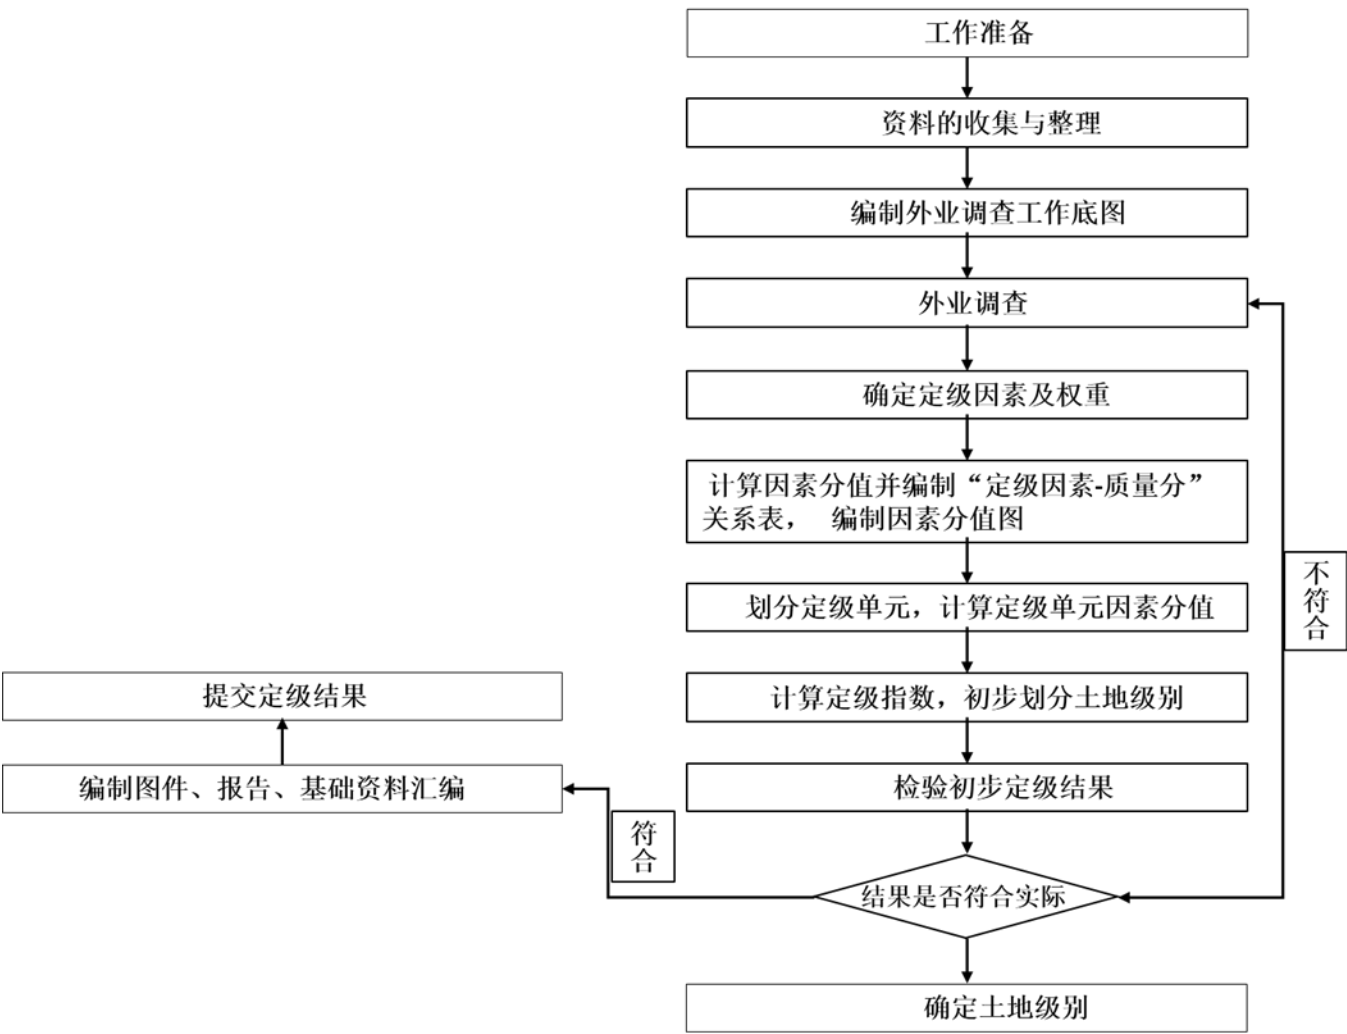 工作准备
资料的收集与整理
编制外业调查工作底图
外业调查
确定定级因素及权重
计算因素分值并编制“定级因素-质量分”
关系表， 编制因素分值图
划分定级单元，计算定级单元因素分值
不
符
合
计算定级指数，初步划分土地级别
提交定级结果
检验初步定级结果
编制图件、报告、基础资料汇编
符
合
结果是否符合实际
确定土地级别